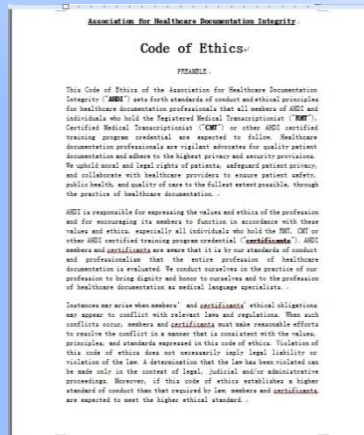 Association for Healthcare Documentation Integrity
Code of Ethics
PREAMBLE
This Code of Ethics of the Association for Healthcare Documentation
Integrity ("AHDI") sets forth standards of conduct and ethical principles
for healthcare documentation professionals that all members of AHDI and
individuals who hold the Registered Medical Transcriptionist ("RMT"),
Certified Medical Transcriptionist ("CMT") or other AHDI certified
training program credential are expected to follow. Healthcare
documentation professionals are vigilant advocates for quality patient
documentation and adhere to the highest privacy and security provisions.
We uphold moral and legal rights of patients, safeguard patient privacy,
and collaborate with healthcare providers to ensure patient safety,
public health, and quality of care to the fullest extent possible, through
the practice of healthcare documentation.
AHDI is responsible for expressing the values and ethics of the profession
and for encouraging its members to function in accordance with these
values and ethics, especially all individuals who hold the RMT, CMT or
other AHDI certified training program credential ("certificants"). AHDI
members and certificants are aware that it is by our standards of conduct
and professionalism that the entire profession of healthcare
documentation is evaluated. We conduct ourselves in the practice of our
profession to bring dignity and honor to ourselves and to the profession
of healthcare documentation as medical language specialists.
Instances may arise when members' and certificants' ethical obligations
may appear to conflict with relevant laws and regulations. When such
conflicts occur, members and certificants must make reasonable efforts
to resolve the conflict in a manner that is consistent with the values,
principles, and standards expressed in this code of ethics. Violation of
this code of ethics does not necessarily imply legal liability or
violation of the law. A determination that the law has been violated can
be made only in the context of legal, judicial and/or administrative
proceedings. Moreover, if this code of ethics establishes a higher
standard of conduct than that required by law, members and certificants
are expected to meet the higher ethical standard.